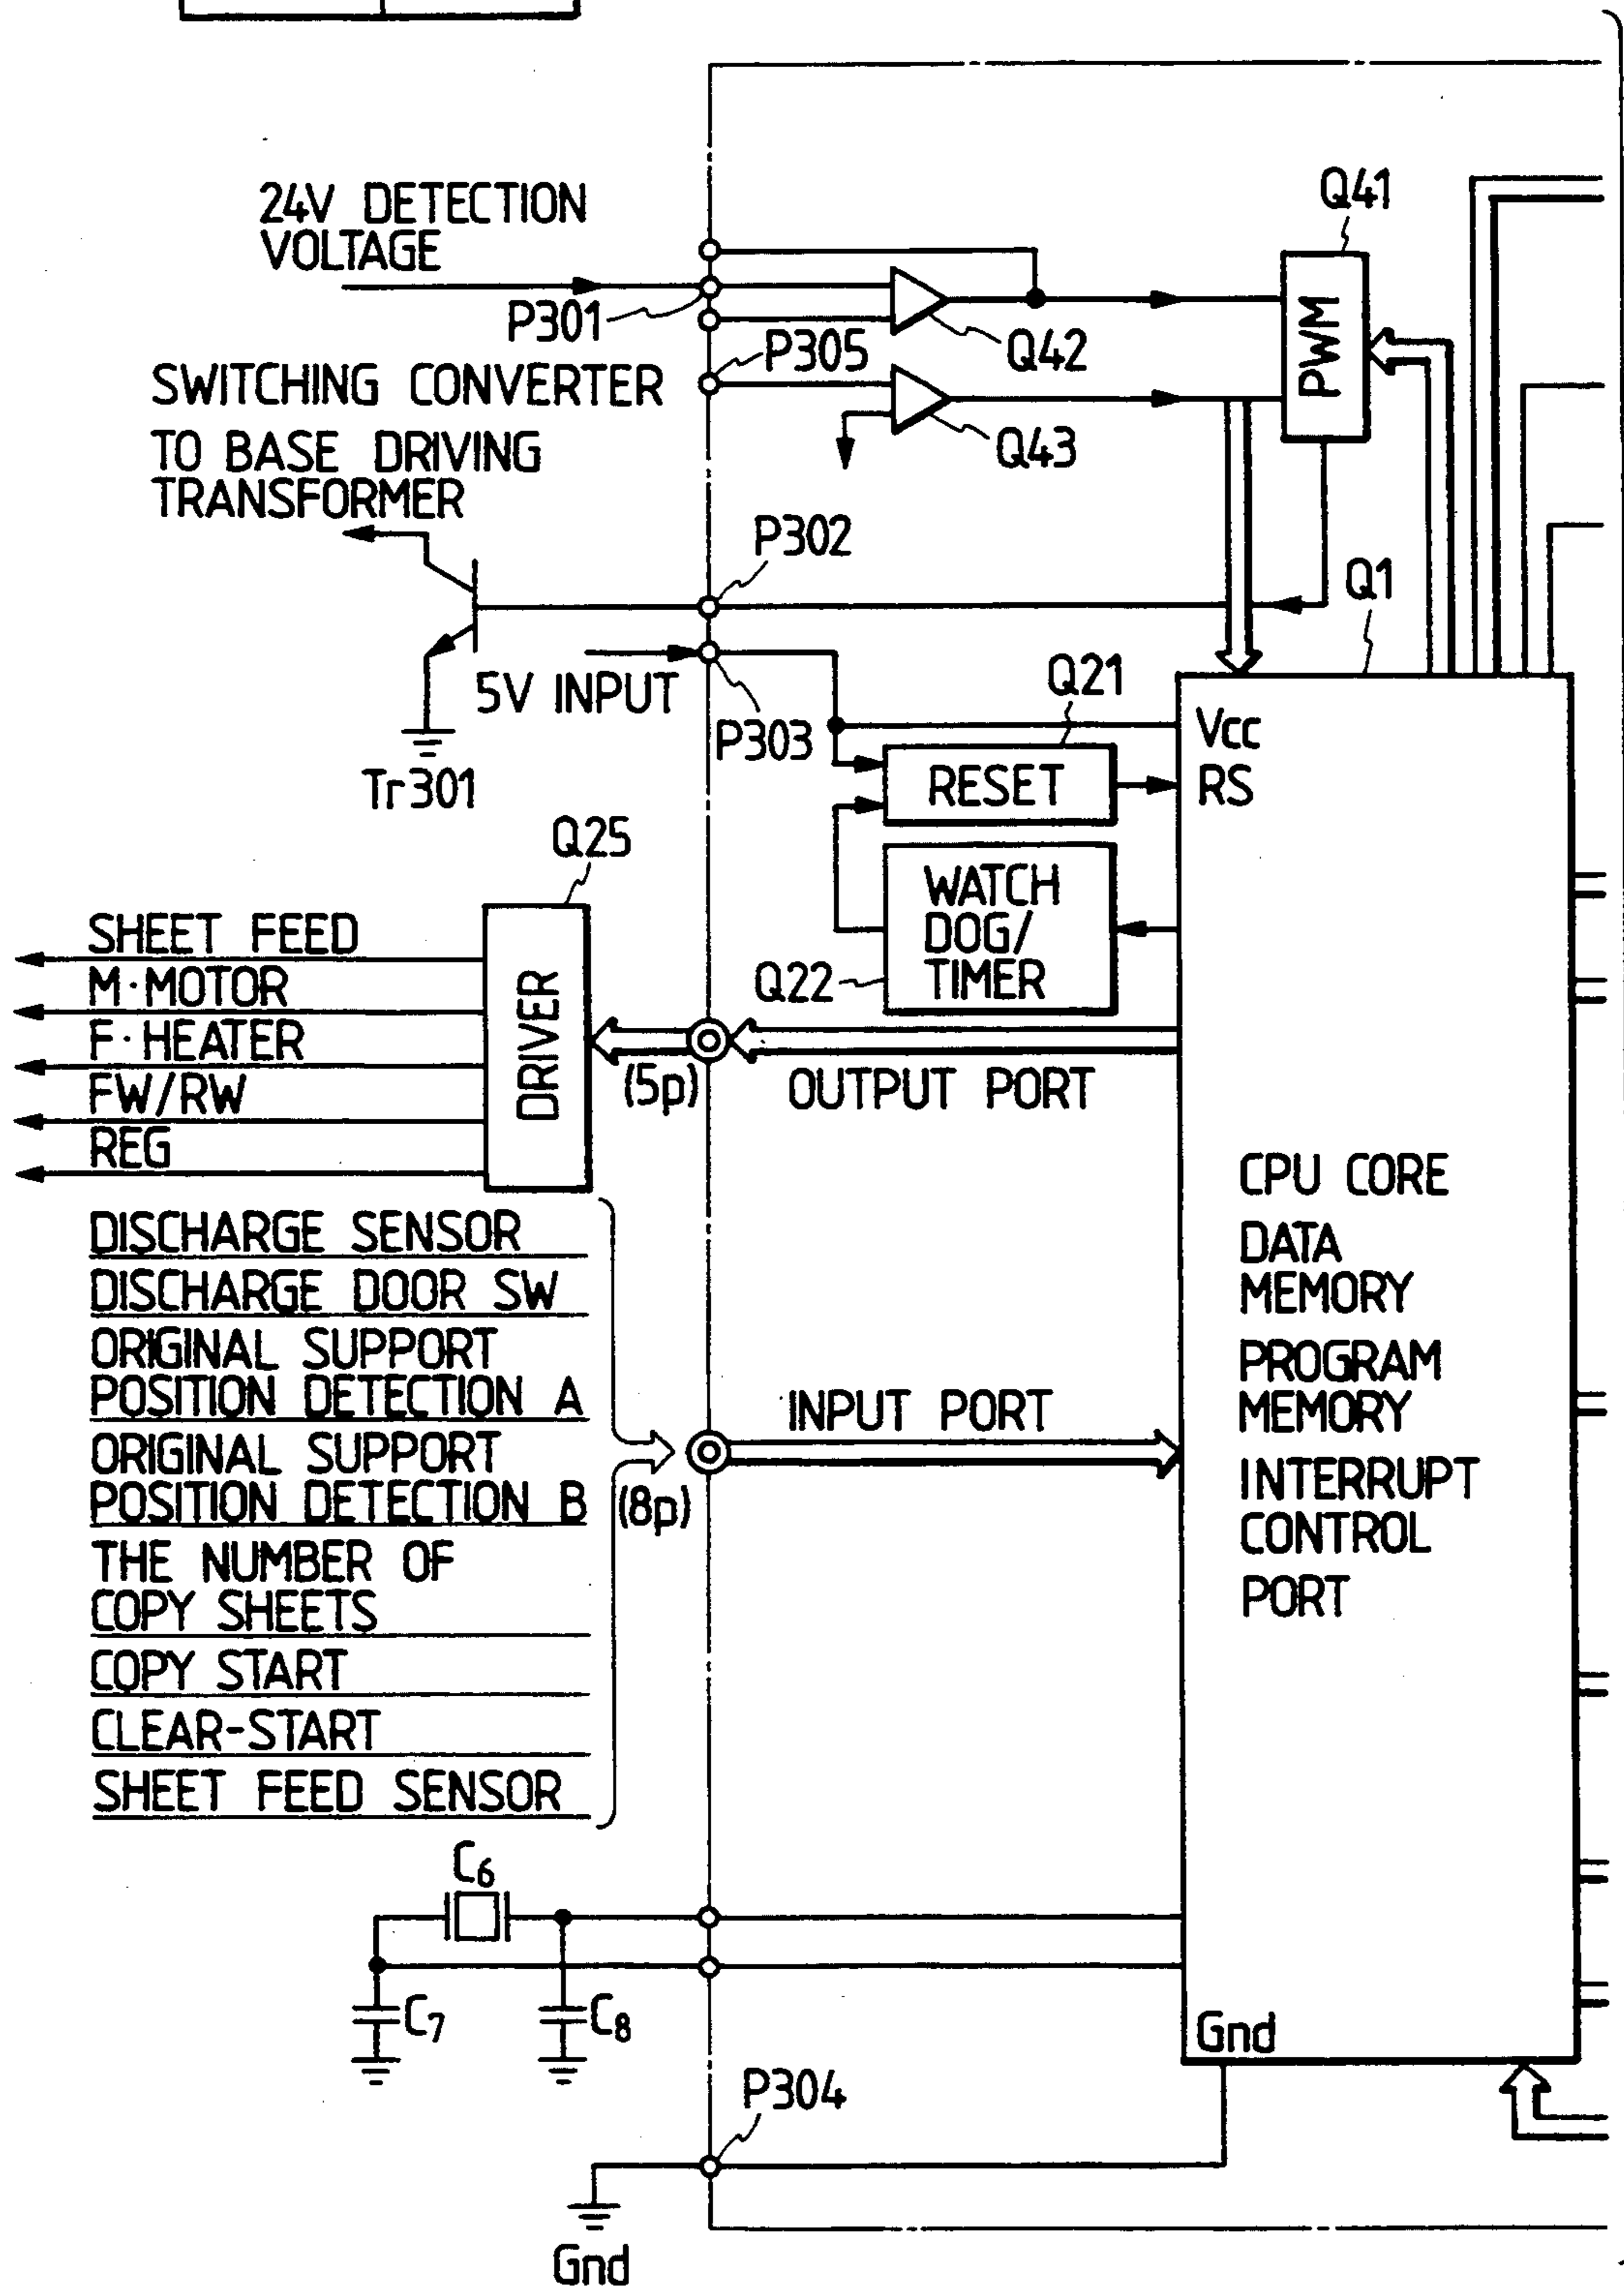 Q41
24V DETECTION
VOLTAGE
P301
Q42
PWM
P305
SWITCHING CONVERTER
Q43
TO BASE DRIVING
TRANSFORMER
P302
Q1
5V INPUT
Q21
P303
Vcc
RESET
RS
Tr301
Q25
WATCH
DOG/
TIMER
Q22
SHEET FEED
M·MOTOR
F·HEATER
FW/RW
REG
DRIVER
(5p)
OUTPUT PORT
CPU CORE
DATA
MEMORY
PROGRAM
MEMORY
INTERRUPT
CONTROL
PORT
DISCHARGE SENSOR
DISCHARGE DOOR SW
ORIGINAL SUPPORT
POSITION DETECTION A
ORIGINAL SUPPORT
POSITION DETECTION B
THE NUMBER OF
COPY SHEETS
COPY START
CLEAR-START
SHEET FEED SENSOR
INPUT PORT
(8p)
C6
C7
C8
Gnd
P304
Gnd